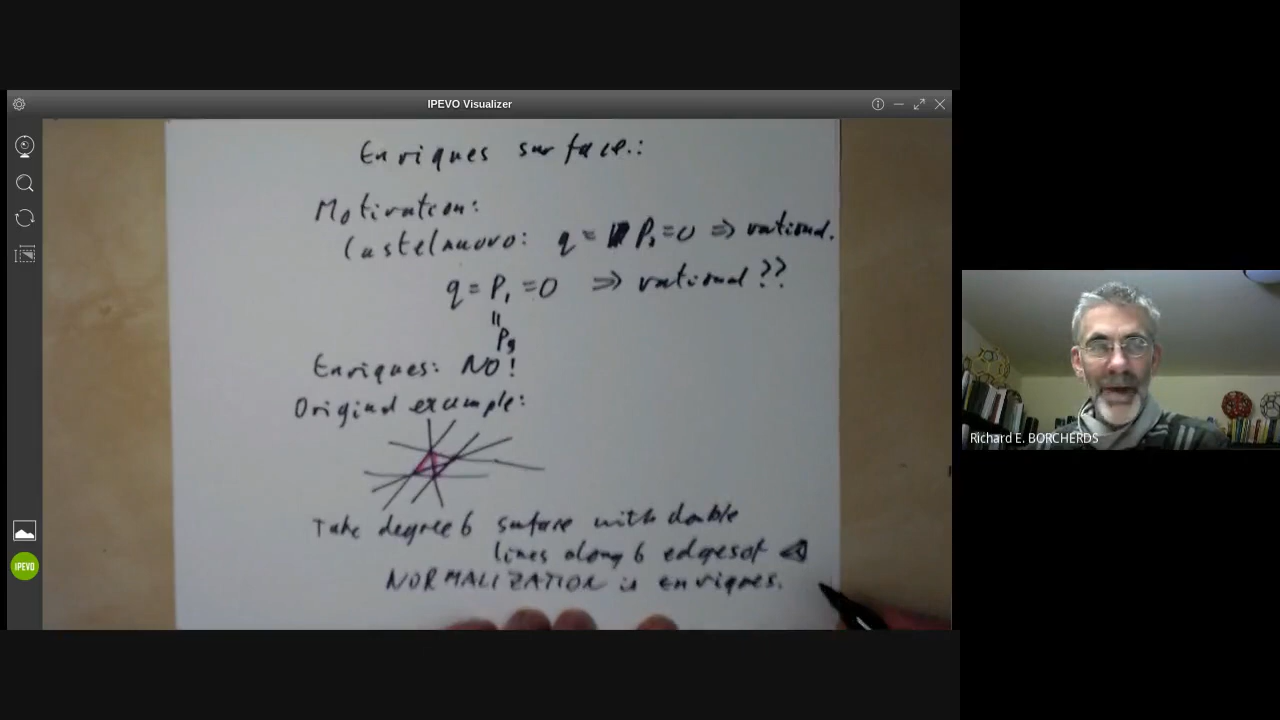 IPEVO Visualizer
Enriques surface:
Motivation:
Castelnuovo: q = P₂ = 0 ⇒ rational.
q = P₁ = 0 ⇒ rational ??
"
Pg
Enriques: NO!
Original example:
Take degree 6 surface with double
lines along 6 edges of
NORMALIZATION is enriques.
Richard E. BORCHERDS
IPEVO